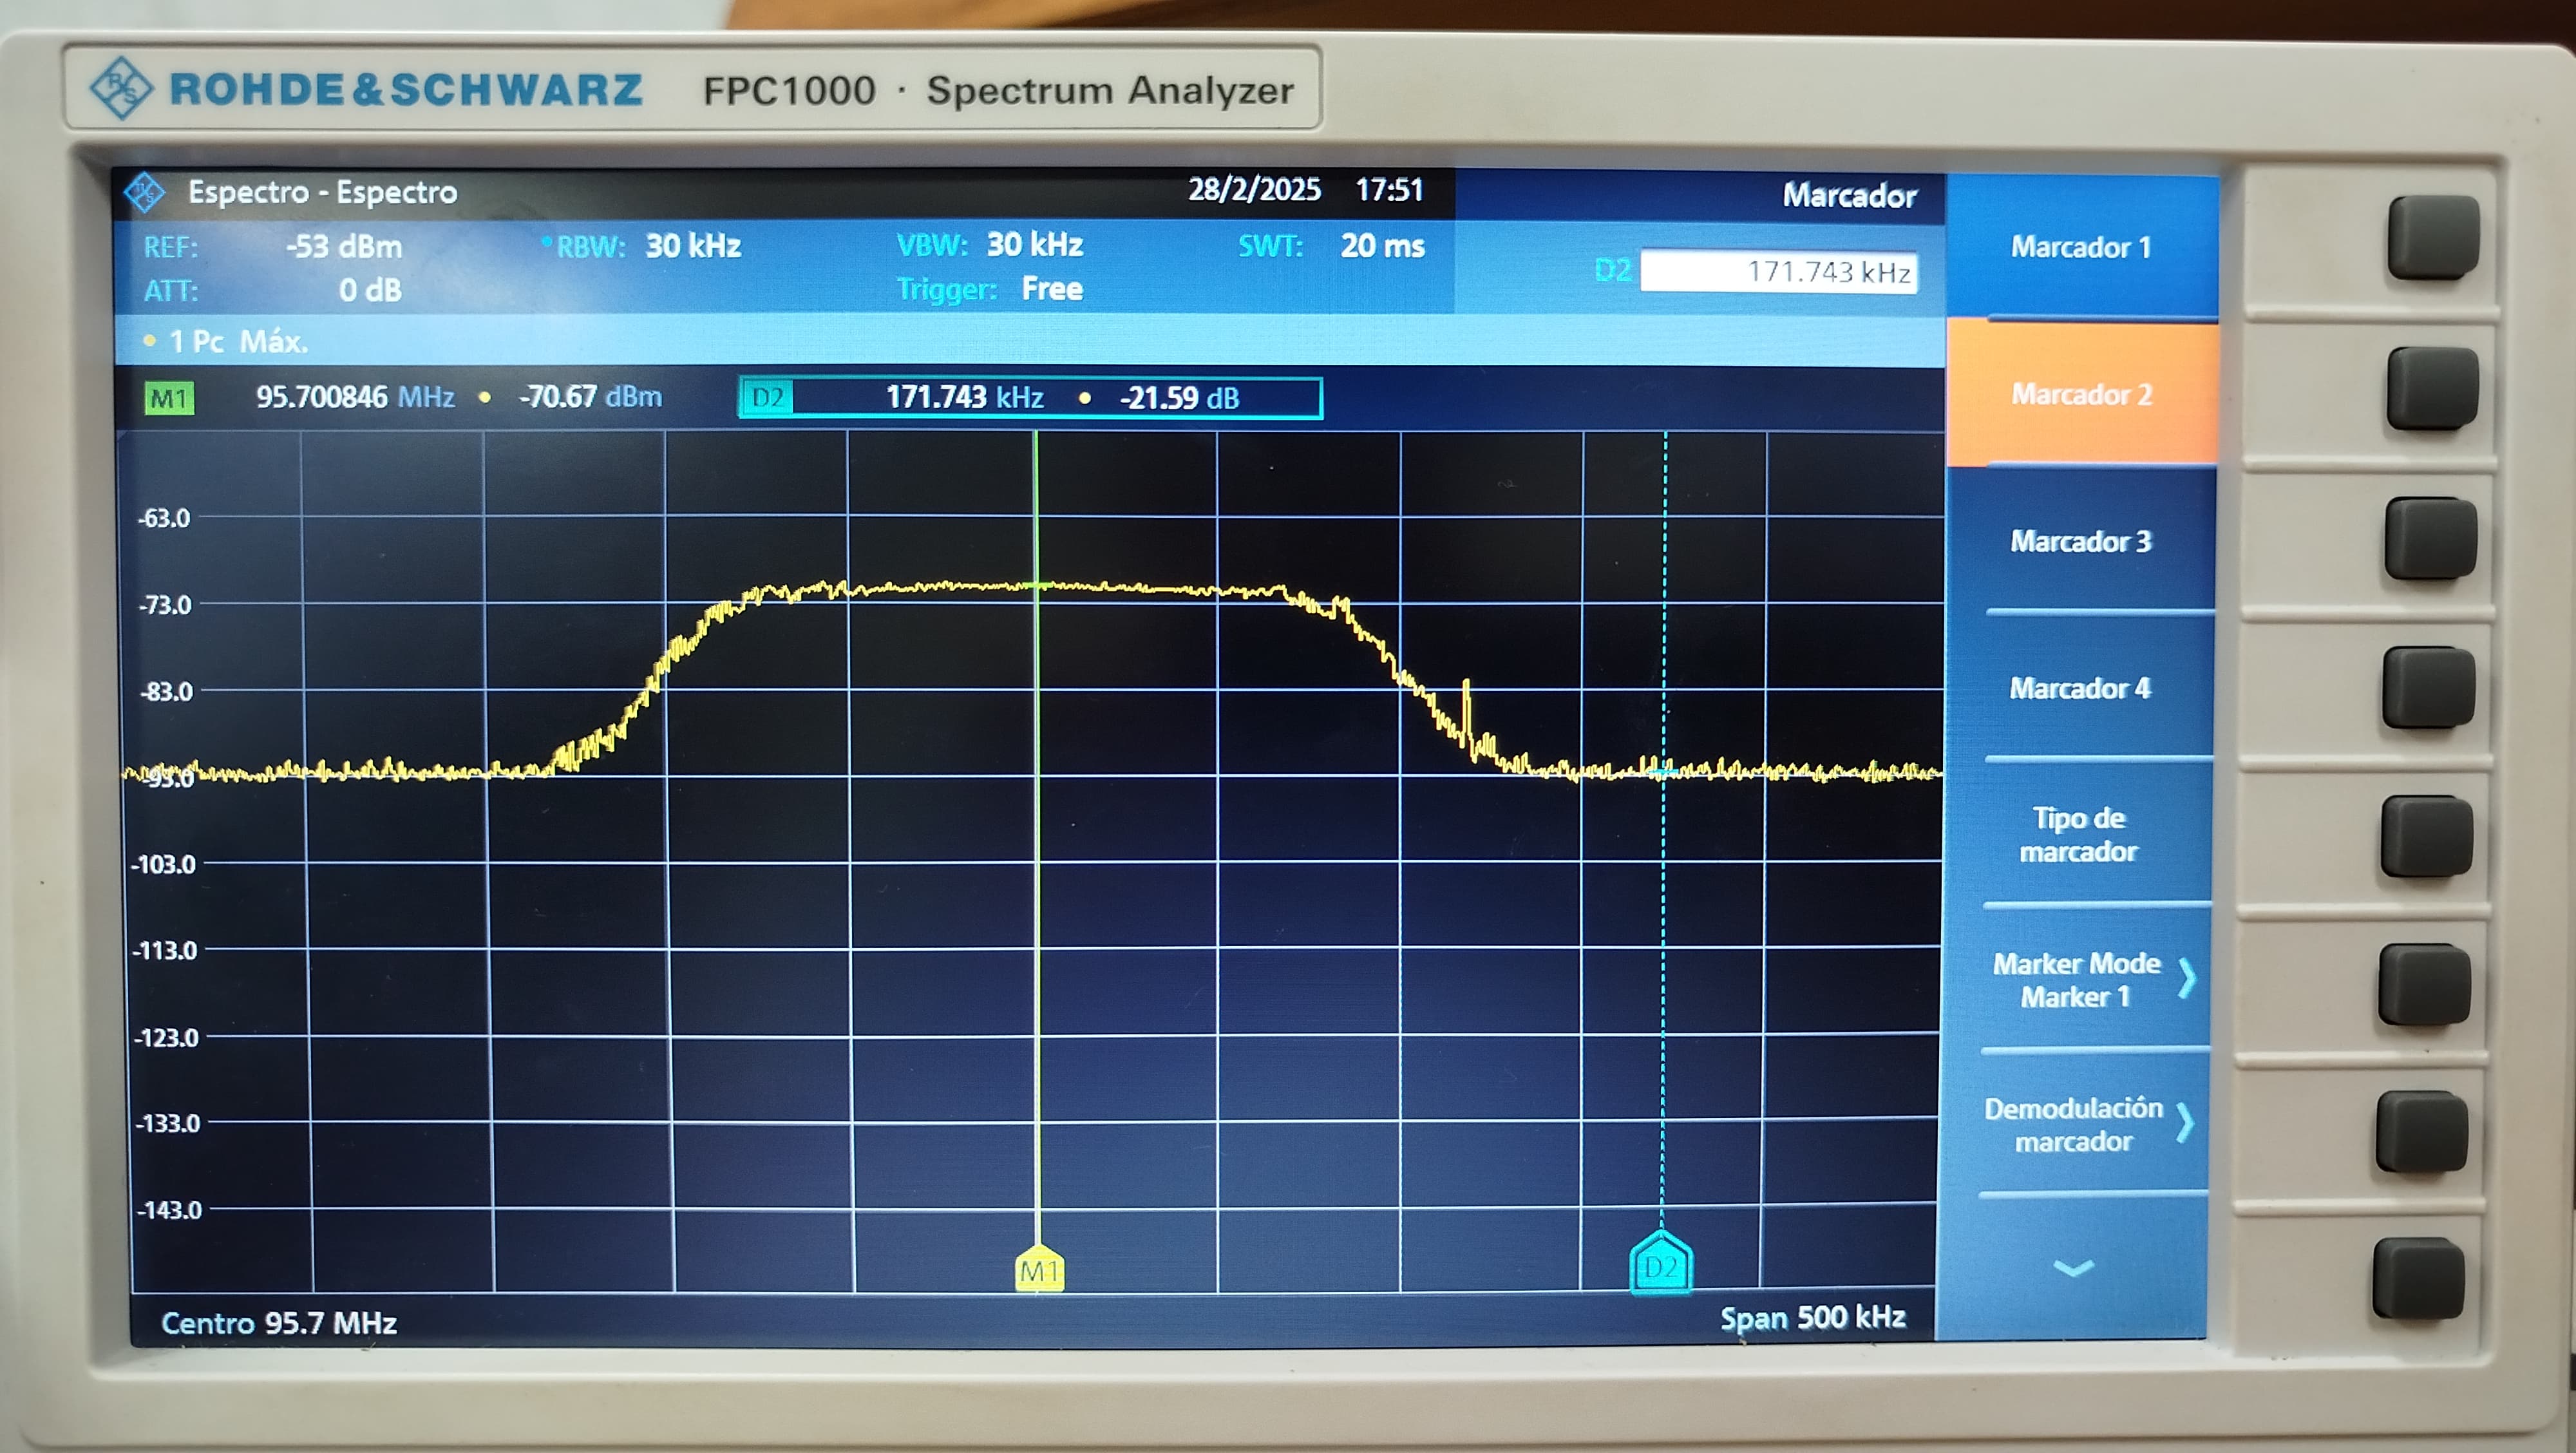 ROHDE&SCHWARZ FPC1000 · Spectrum Analyzer
Espectro - Espectro 28/2/2025 17:51 Marcador
REF: -53 dBm RBW: 30 kHz VBW: 30 kHz SWT: 20 ms
D2 171.743 kHz
ATT: 0 dB Trigger: Free
1 Pc Máx.
M1 95.700846 MHz • -70.67 dBm D2 171.743 kHz • -21.59 dB
-63.0
-73.0
-83.0
-93.0
-103.0
-113.0
-123.0
-133.0
-143.0
M1 D2
Centro 95.7 MHz Span 500 kHz
Marcador 1
Marcador 2
Marcador 3
Marcador 4
Tipo de
marcador
Marker Mode
Marker 1
Demodulación
marcador